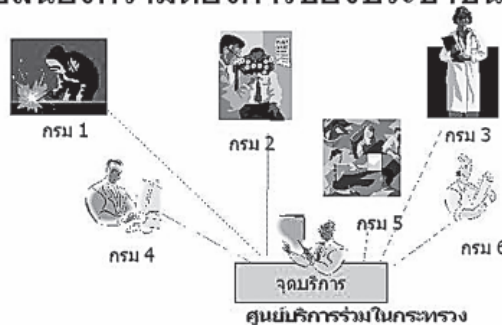 กรม 1
กรม 2
กรม 3
กรม 4
กรม 5
กรม 6
จุดบริการ
ศูนย์บริการร่วมในกระทรวง